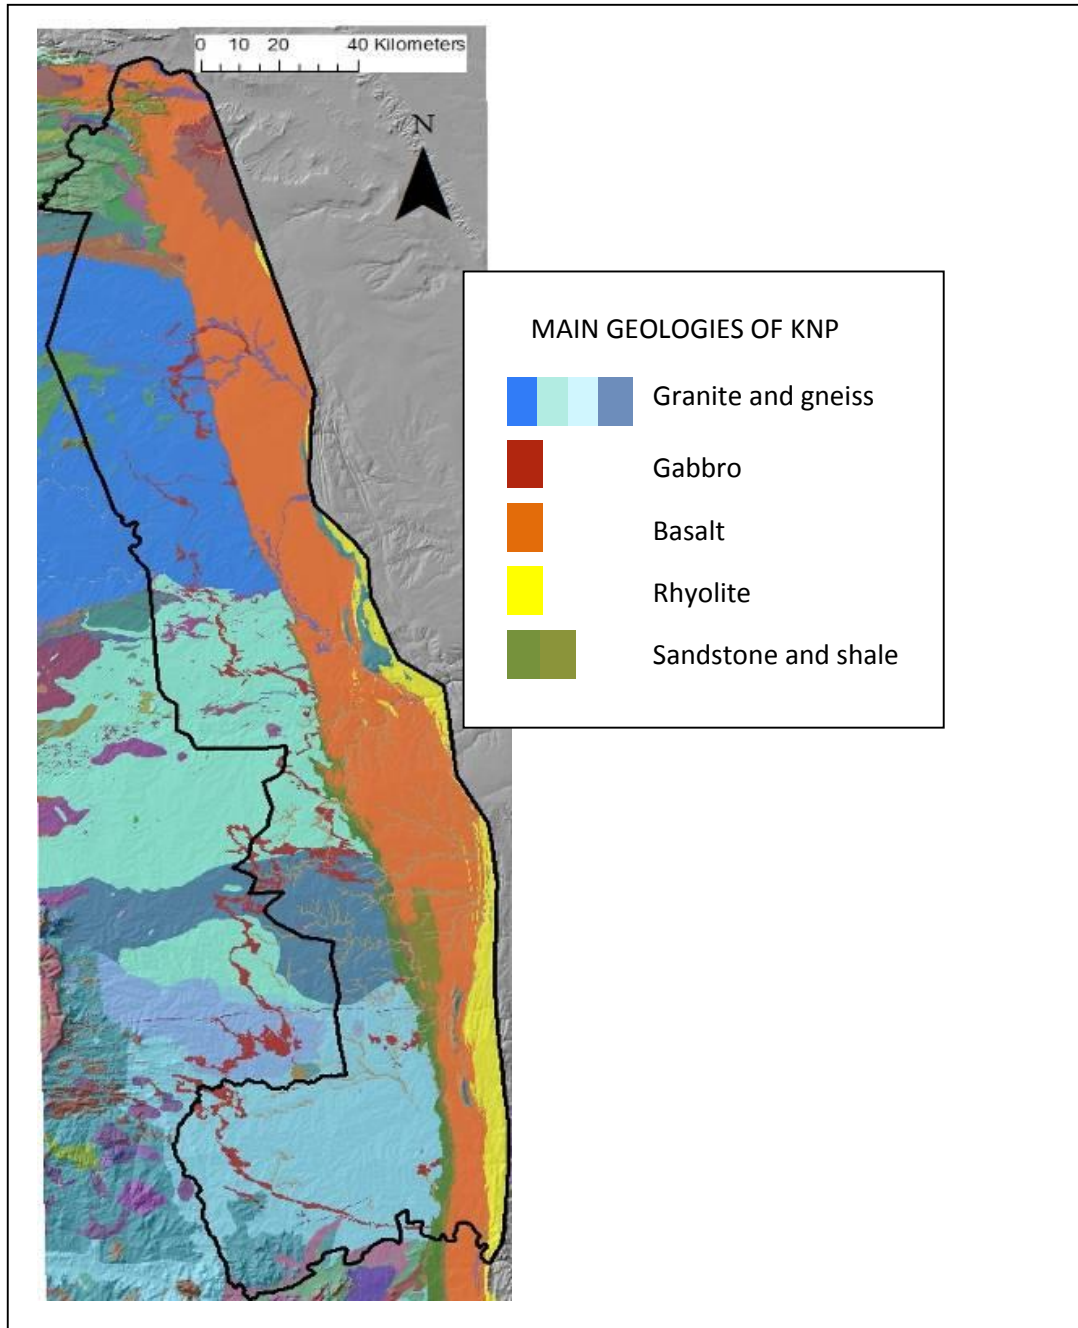 0 10 20 40 Kilometers
N
MAIN GEOLOGIES OF KNP
Granite and gneiss
Gabbro
Basalt
Rhyolite
Sandstone and shale